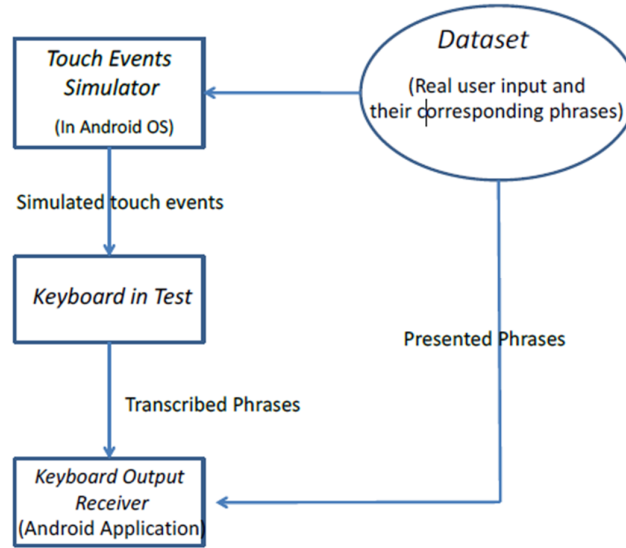 Touch Events
Simulator
(In Android OS)
Dataset
(Real user input and
their corresponding phrases)
Simulated touch events
Keyboard in Test
Presented Phrases
Transcribed Phrases
Keyboard Output
Receiver
(Android Application)